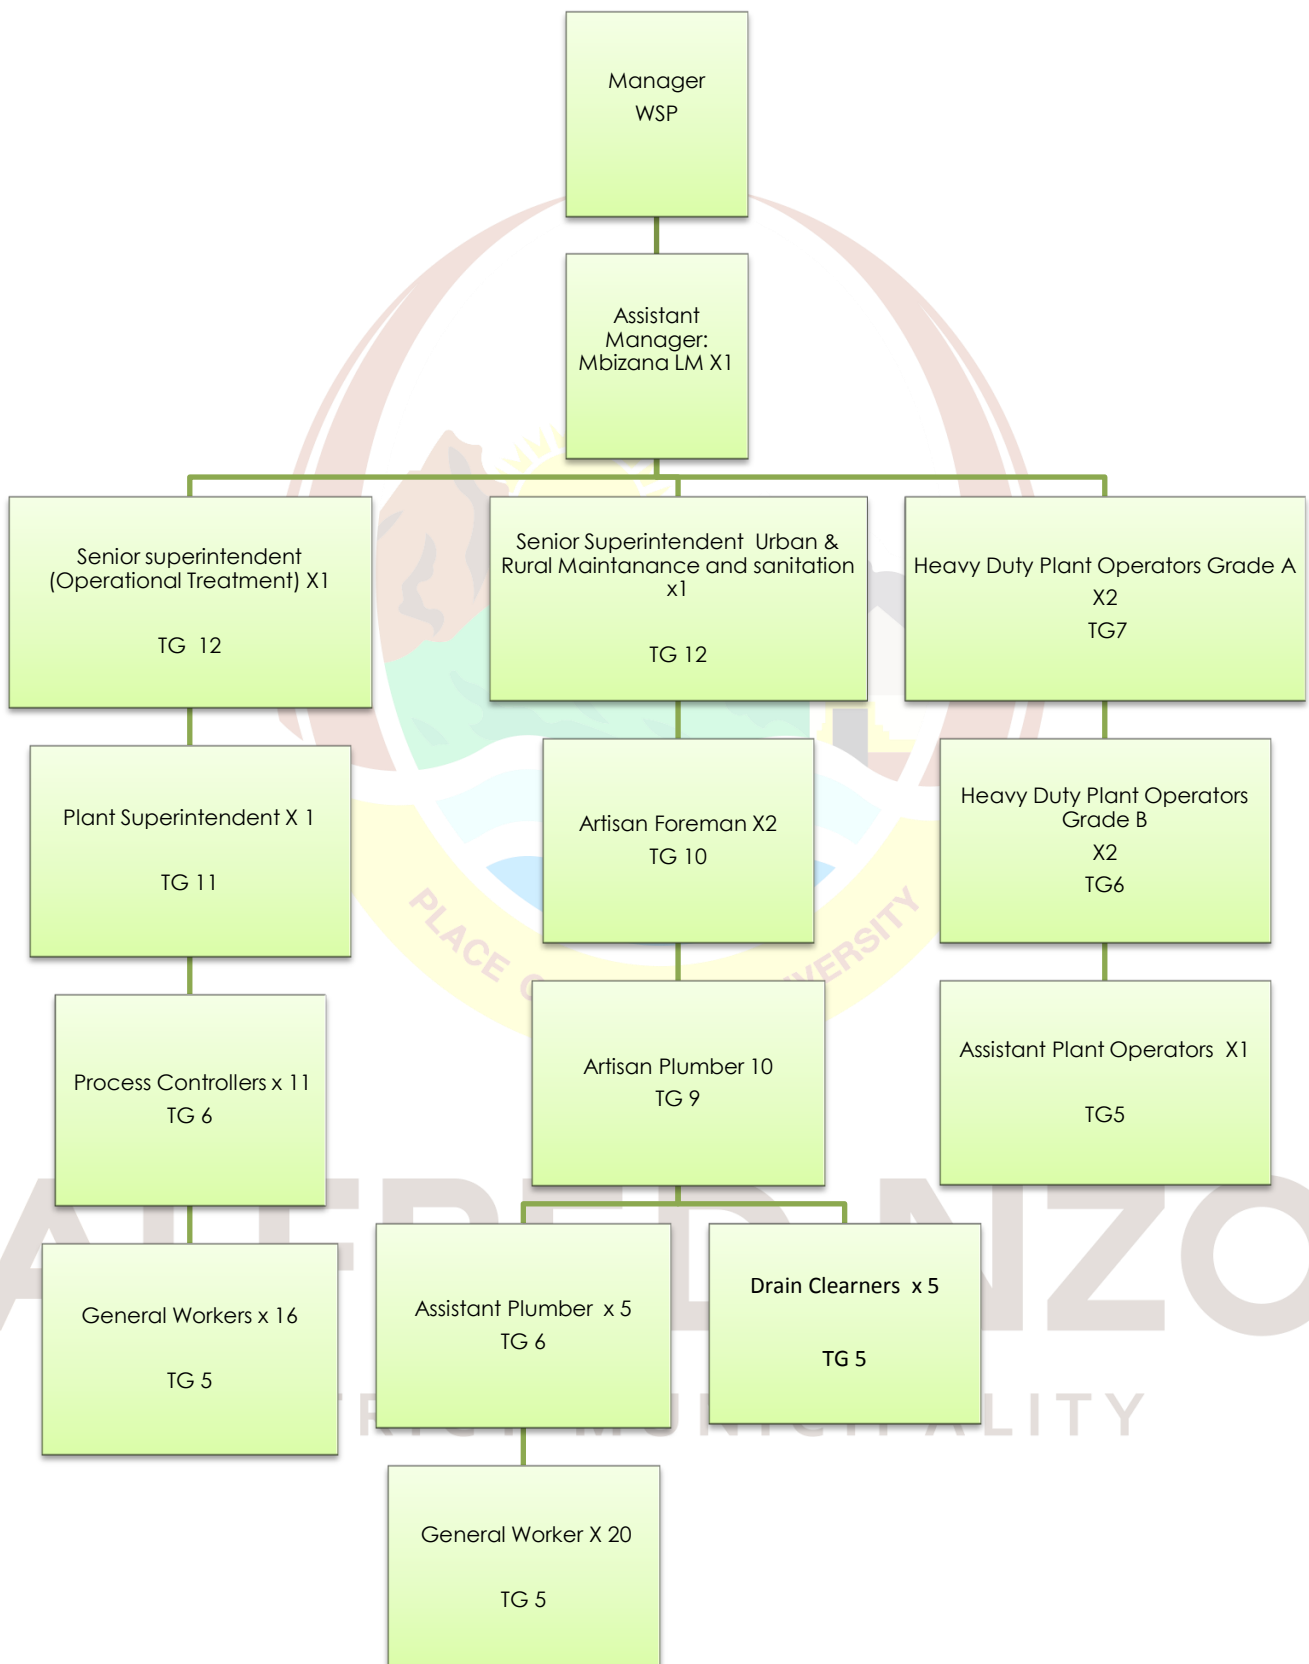 Manager
WSP
Assistant
Manager:
Mbizana LM X1
Senior superintendent
(Operational Treatment) X1
TG 12
Senior Superintendent Urban &
Rural Maintanance and sanitation
x1
TG 12
Heavy Duty Plant Operators Grade A
X2
TG7
Plant Superintendent X 1
TG 11
Artisan Foreman X2
TG 10
Heavy Duty Plant Operators
Grade B
X2
TG6
Process Controllers x 11
TG 6
Artisan Plumber 10
TG 9
Assistant Plant Operators X1
TG5
General Workers x 16
TG 5
Assistant Plumber x 5
TG 6
Drain Clearners x 5
TG 5
General Worker X 20
TG 5
PLACE
ALFRED NZO
MUNICIPALITY